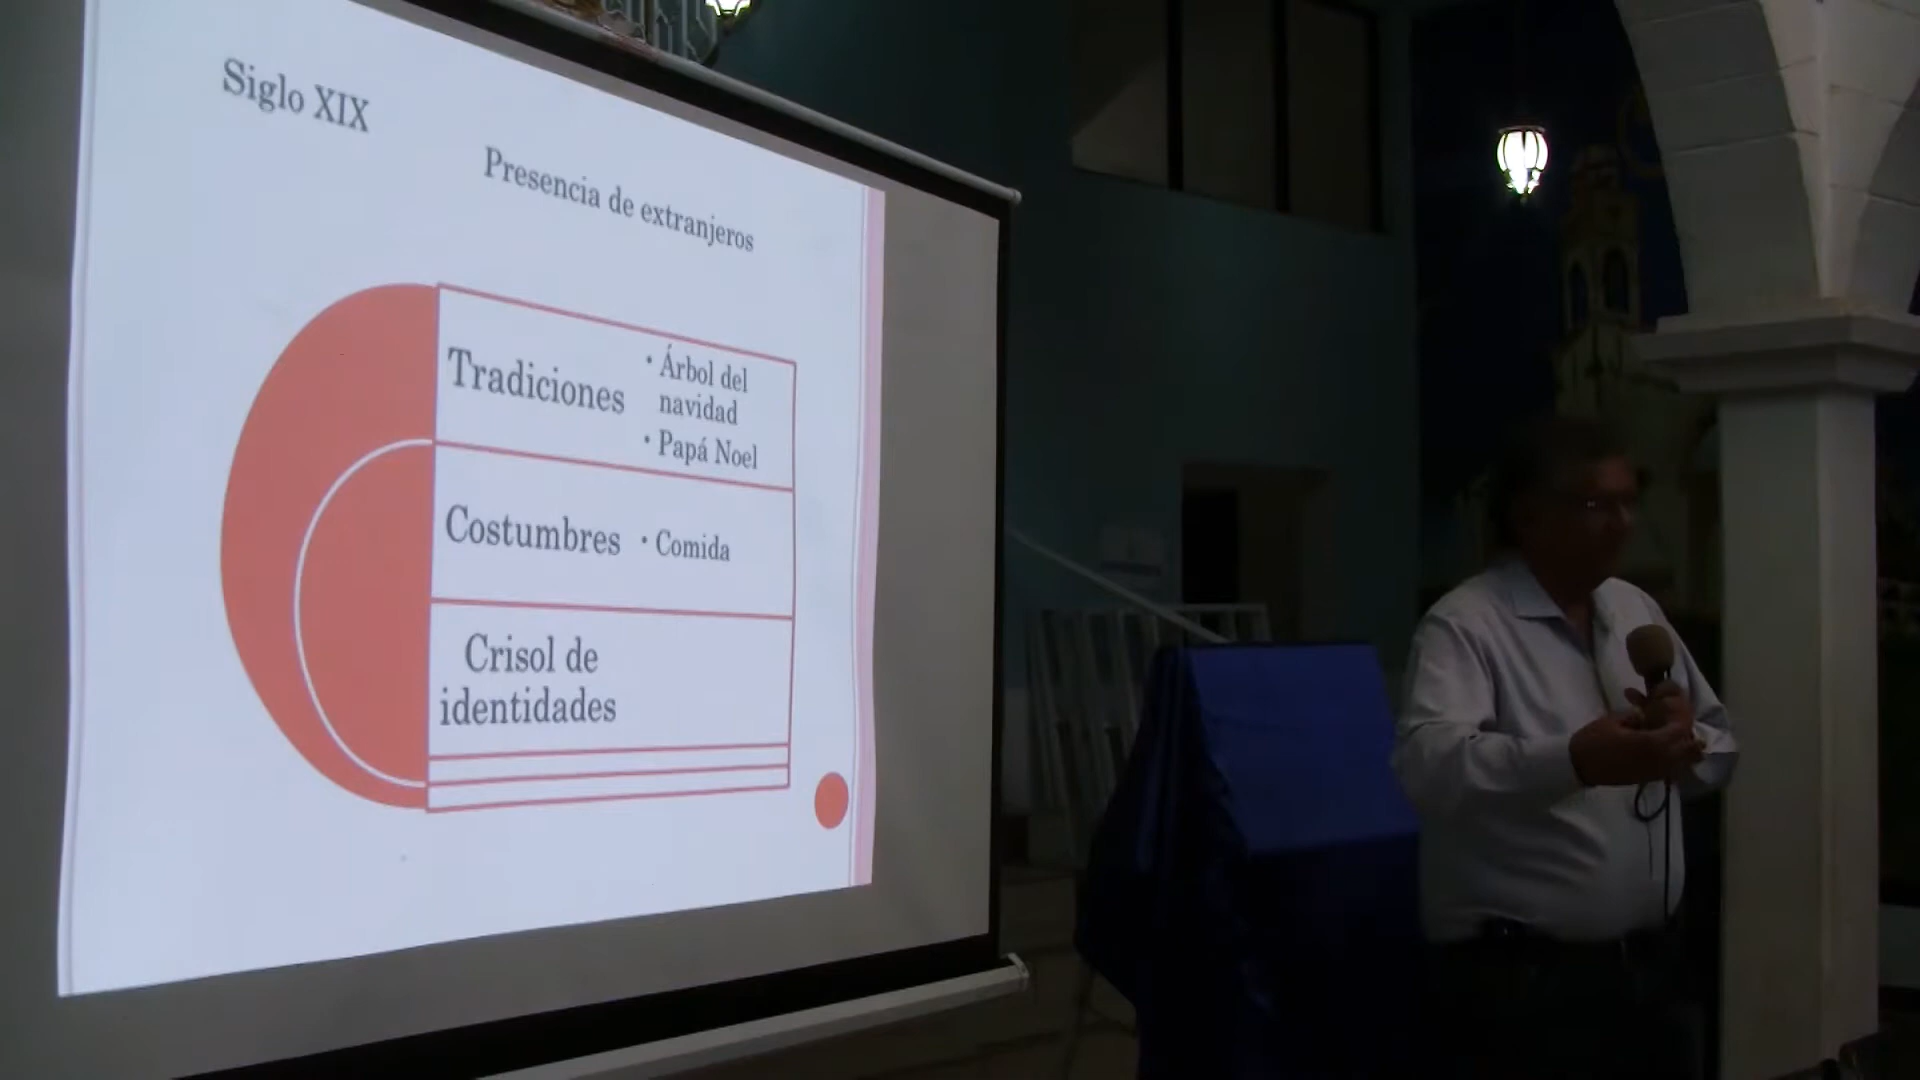 Siglo XIX
Presencia de extranjeros
Tradiciones
• Árbol del
navidad
• Papá Noel
Costumbres
• Comida
Crisol de
identidades